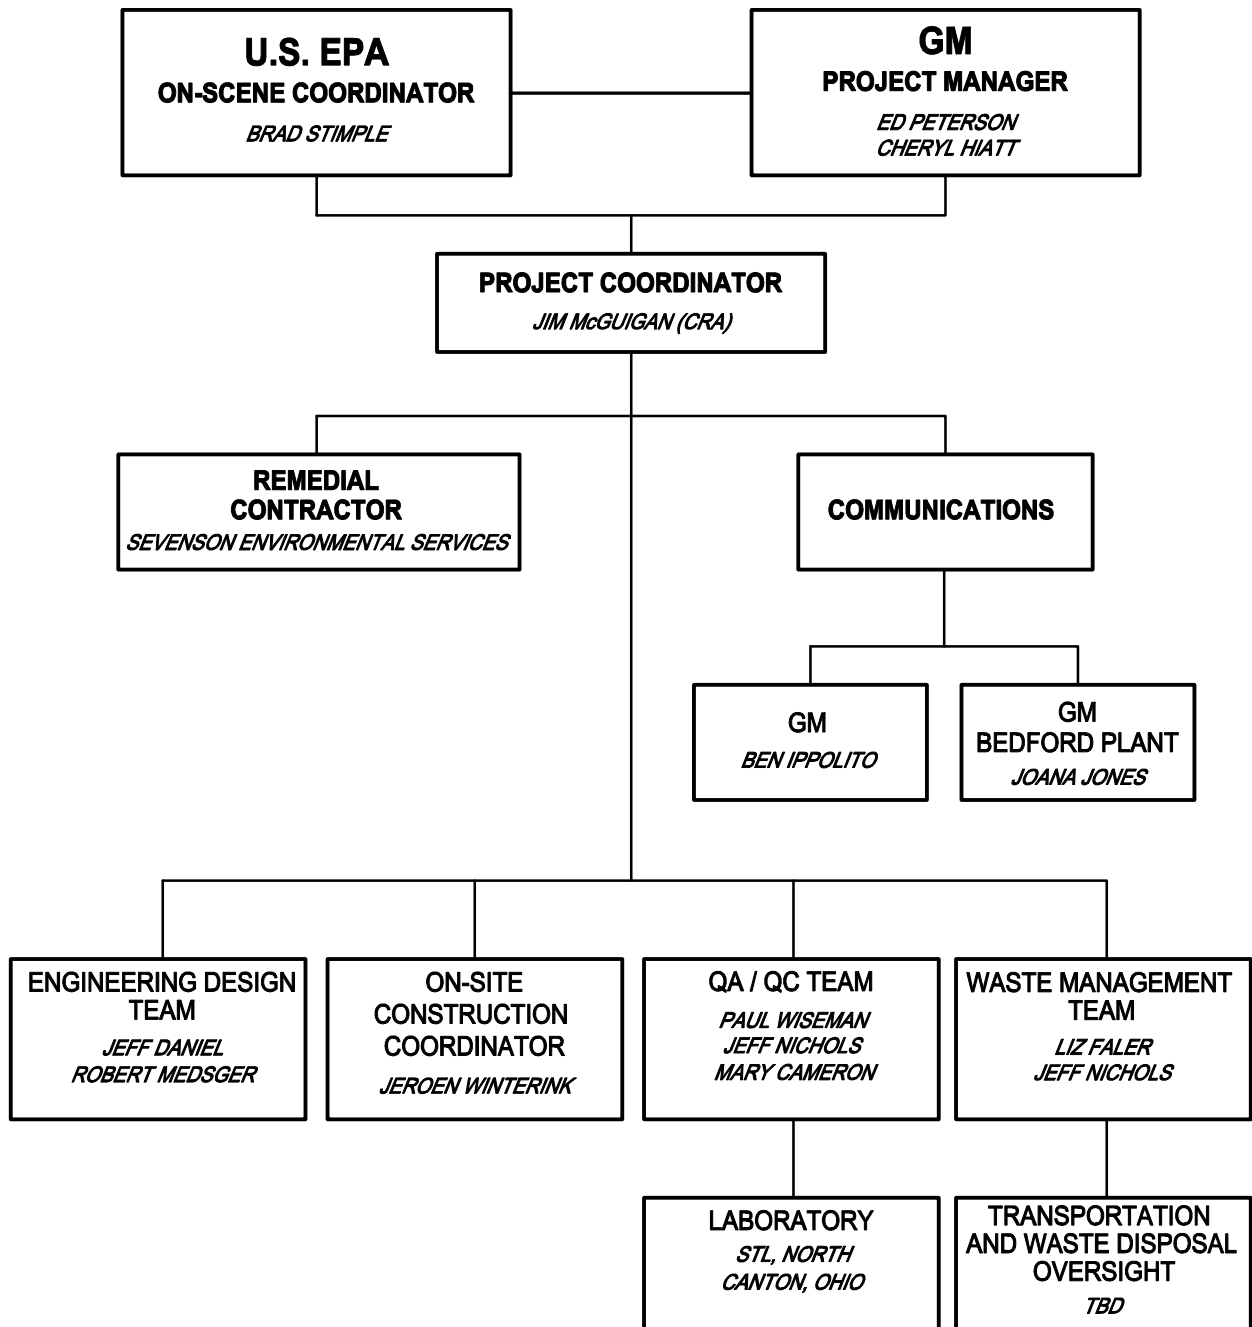 U.S. EPA
ON-SCENE COORDINATOR
BRAD STIMPLE
GM
PROJECT MANAGER
ED PETERSON
CHERYL HIATT
PROJECT COORDINATOR
JIM McGUIGAN (CRA)
REMEDIAL
CONTRACTOR
SEVENSON ENVIRONMENTAL SERVICES
COMMUNICATIONS
GM
BEN IPPOLITO
GM
BEDFORD PLANT
JOANA JONES
ENGINEERING DESIGN
TEAM
JEFF DANIEL
ROBERT MEDSGER
ON-SITE
CONSTRUCTION
COORDINATOR
JEROEN WINTERINK
QA / QC TEAM
PAUL WISEMAN
JEFF NICHOLS
MARY CAMERON
WASTE MANAGEMENT
TEAM
LIZ FALER
JEFF NICHOLS
LABORATORY
STL, NORTH
CANTON, OHIO
TRANSPORTATION
AND WASTE DISPOSAL
OVERSIGHT
TBD